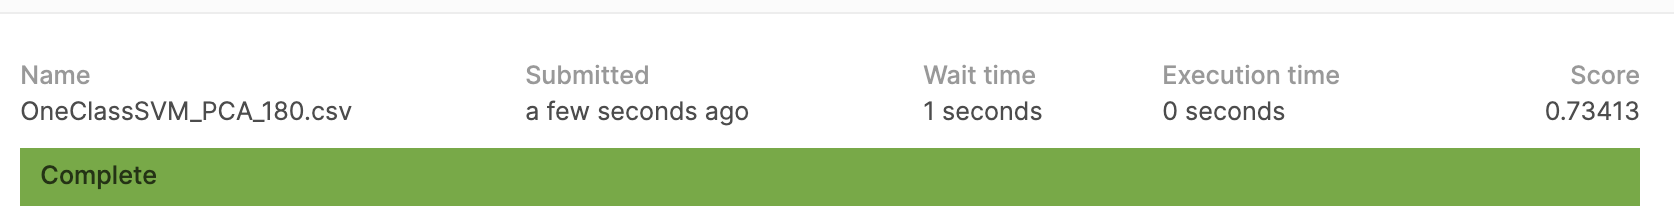 Name Submitted Wait time Execution time Score
OneClassSVM_PCA_180.csv a few seconds ago 1 seconds 0 seconds 0.73413
Complete